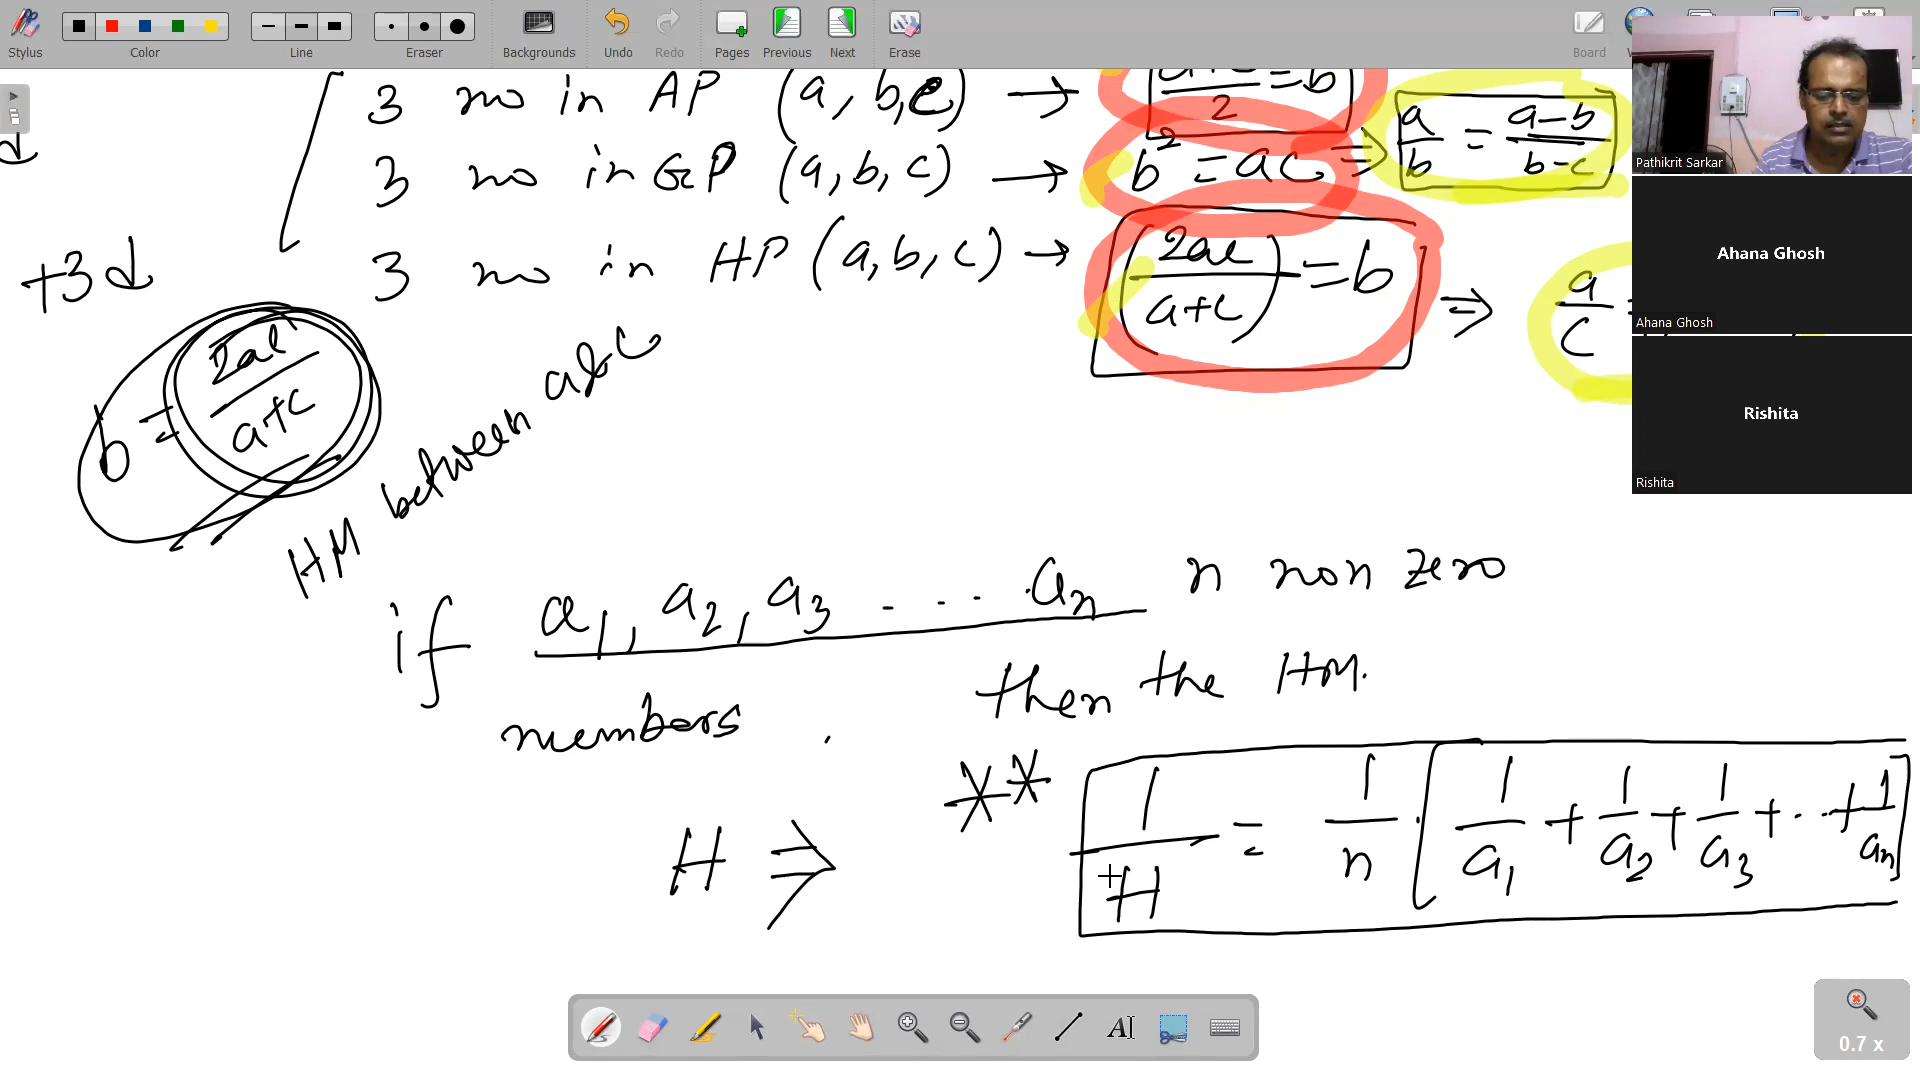 Stylus Color Line Eraser Backgrounds Undo Redo Pages Previous Next Erase Board
3 no in AP (a, b, c) → (a+c)/2 = b
3 no in GP (a, b, c) → b² = ac ⇒ a/b = (a-b)/(b-c)
3 no in HP (a, b, c) → (2ac/(a+c)) = b ⇒ a/c =
+3d
b = 2ac/(a+c)
HM between a & c
if a₁, a₂, a₃ ...... aₙ n non zero
members . then the HM.
** 1/H = 1/n · [1/a₁ + 1/a₂ + 1/a₃ + ... + 1/aₙ]
H ⇒
Pathikrit Sarkar
Ahana Ghosh
Ahana Ghosh
Rishita
Rishita
AI
0.7 x